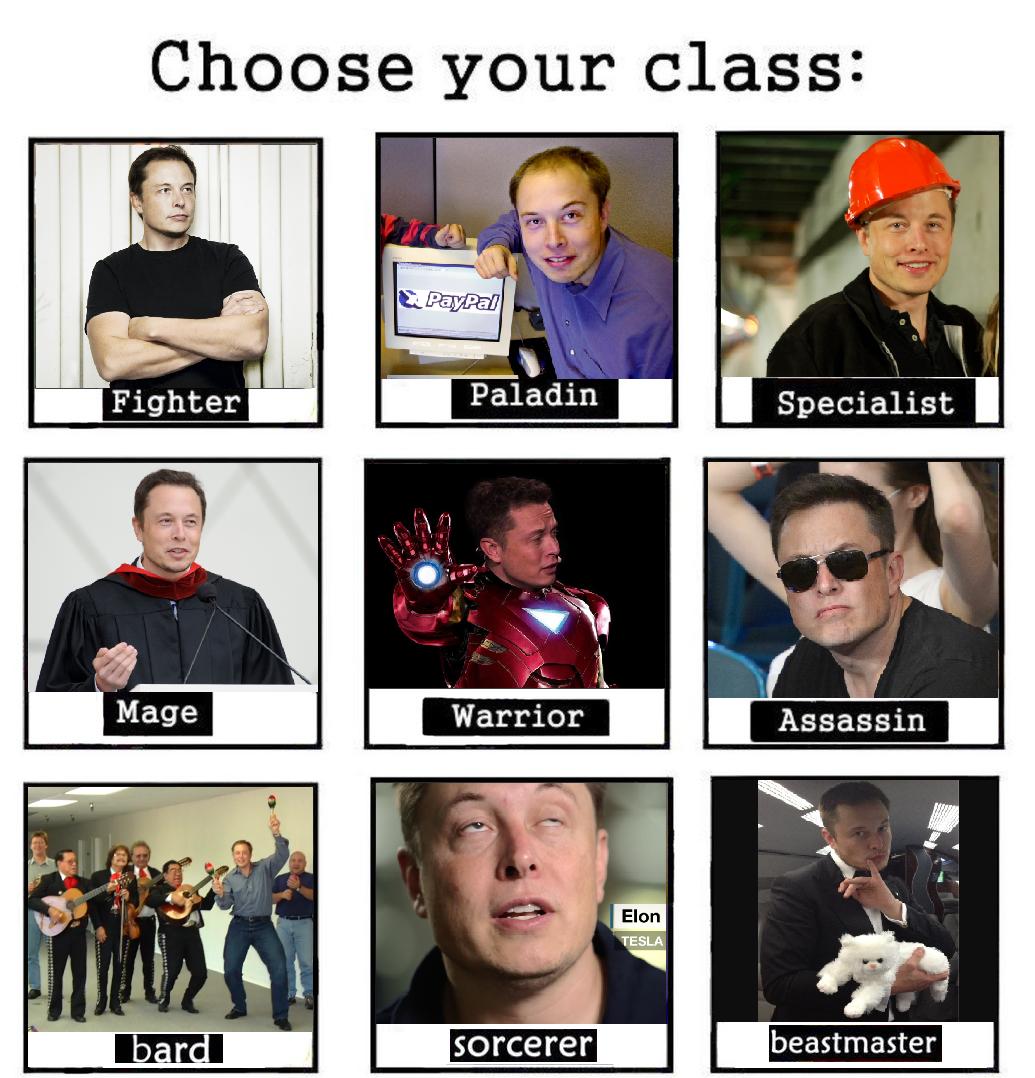 Choose your class:
PayPal
Fighter
Paladin
Specialist
Mage
Warrior
Assassin
Elon
TESLA
bard
sorcerer
beastmaster